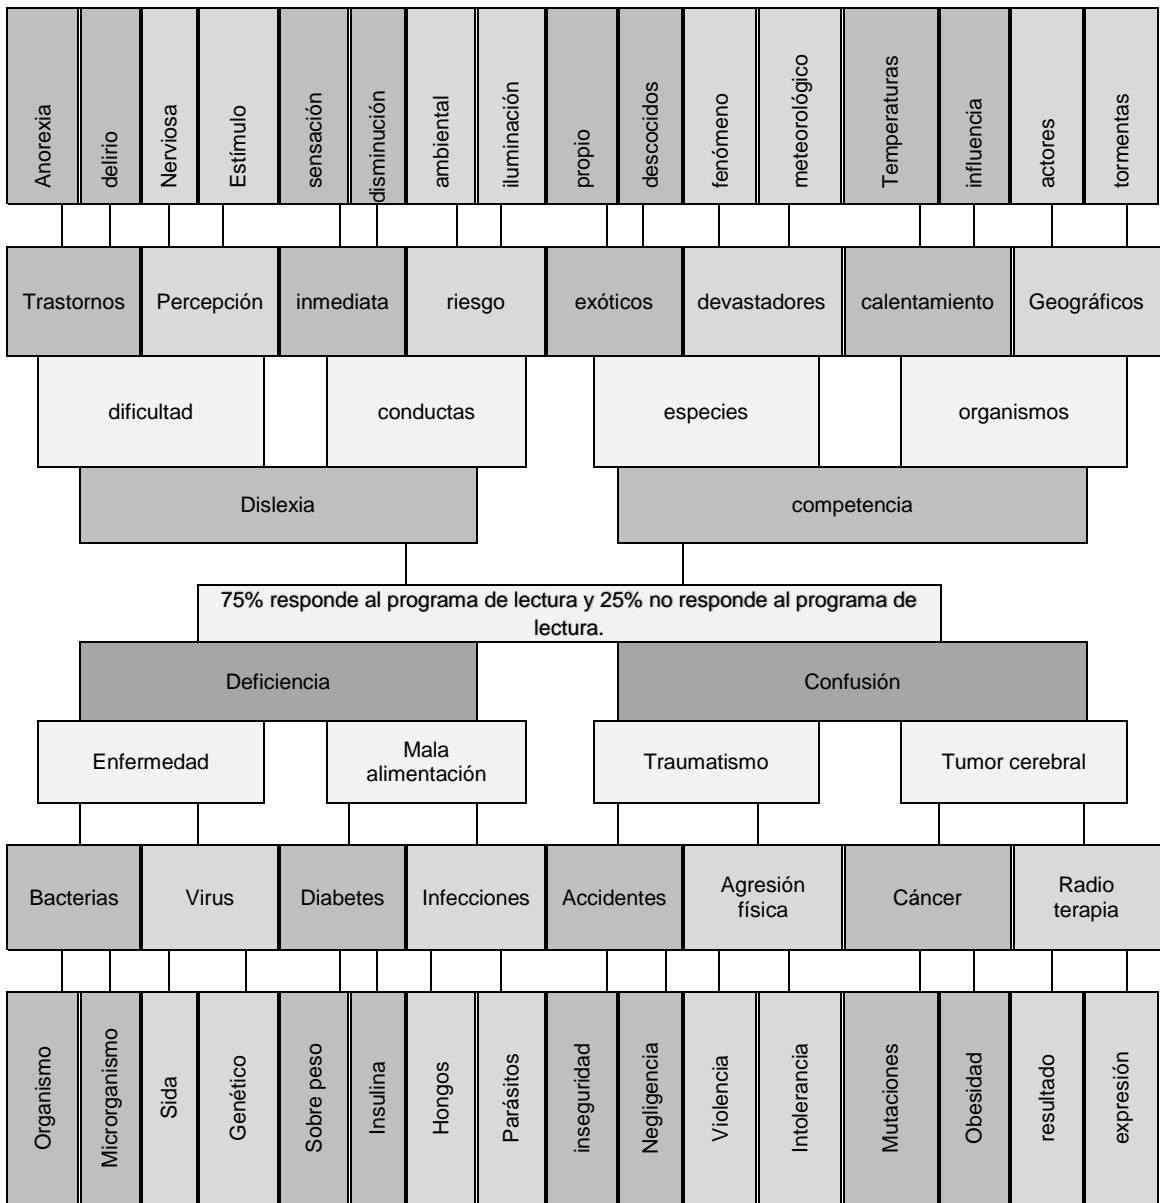 Anorexia
delirio
Nerviosa
Estímulo
sensación
disminución
ambiental
iluminación
propio
descocidos
fenómeno
meteorológico
Temperaturas
influencia
actores
tormentas
Trastornos
Percepción
inmediata
riesgo
exóticos
devastadores
calentamiento
Geográficos
dificultad
conductas
especies
organismos
Dislexia
competencia
75% responde al programa de lectura y 25% no responde al programa de
lectura.
Deficiencia
Confusión
Enfermedad
Mala
alimentación
Traumatismo
Tumor cerebral
Bacterias
Virus
Diabetes
Infecciones
Accidentes
Agresión
física
Cáncer
Radio
terapia
Organismo
Microrganismo
Sida
Genético
Sobre peso
Insulina
Hongos
Parásitos
inseguridad
Negligencia
Violencia
Intolerancia
Mutaciones
Obesidad
resultado
expresión